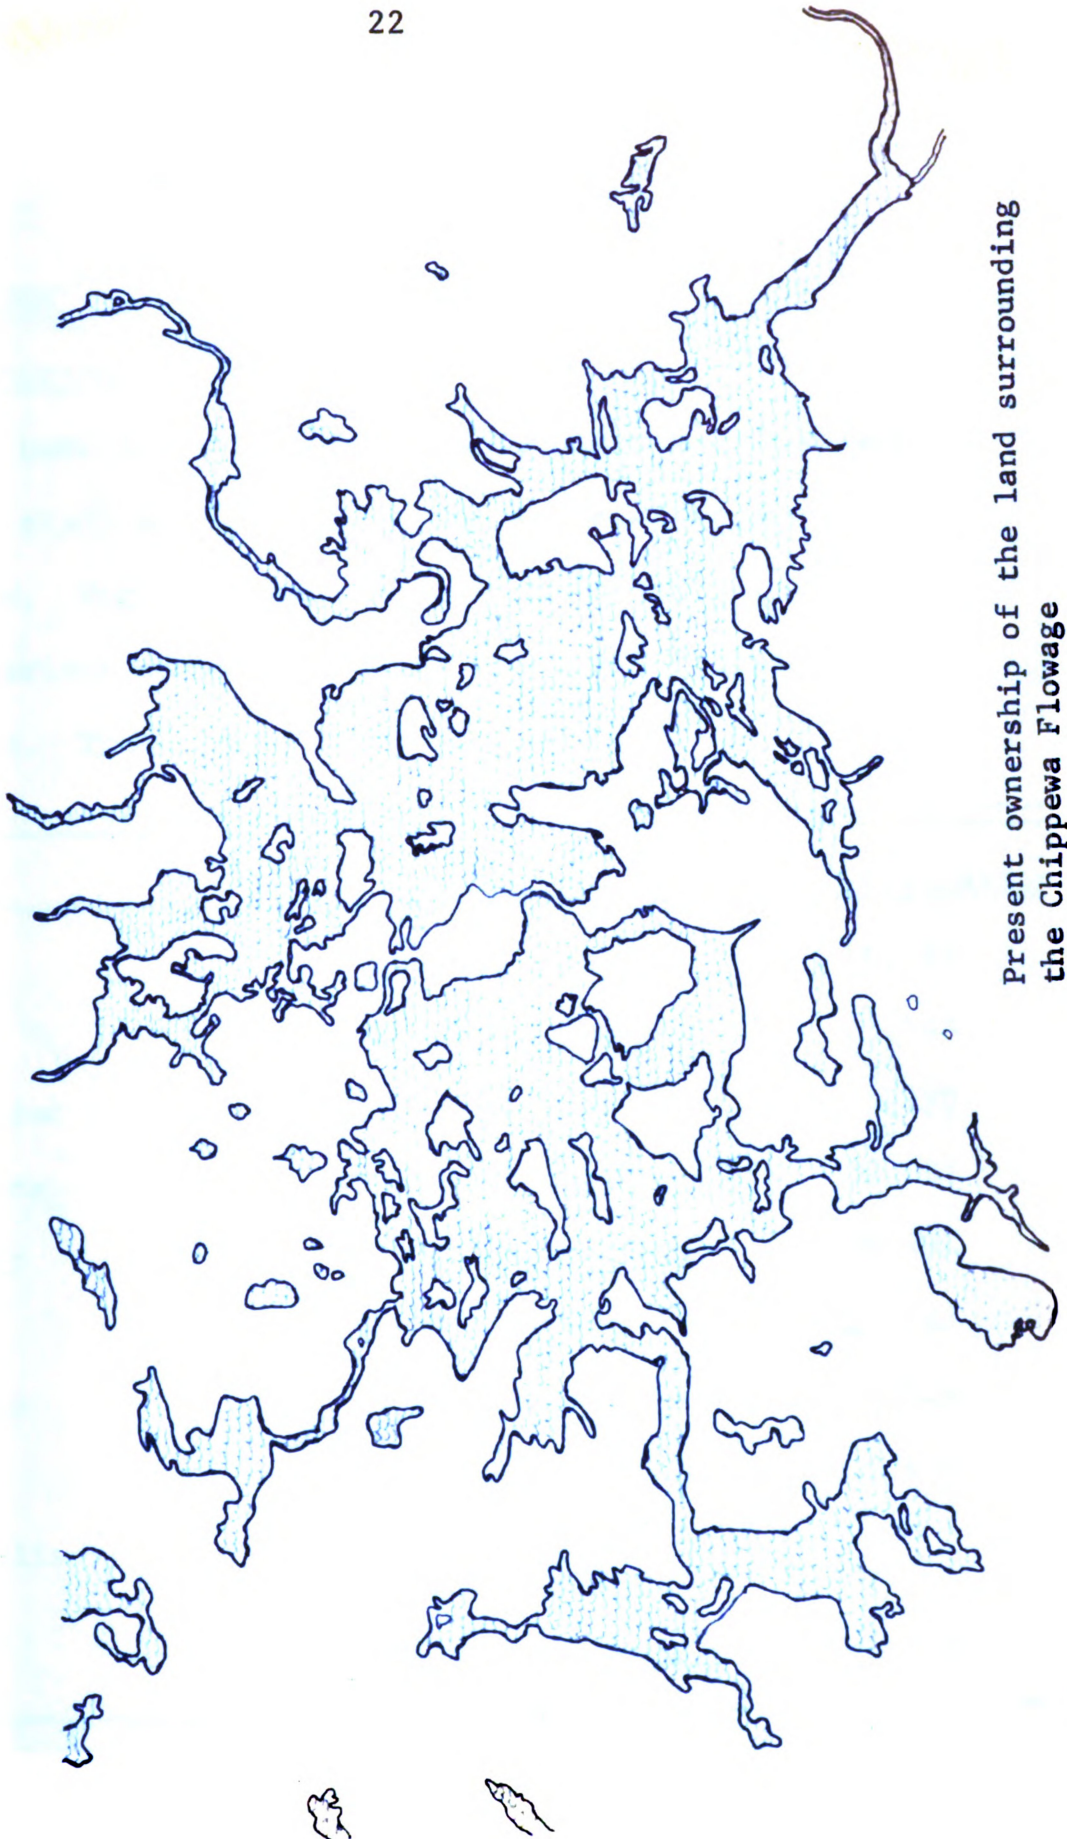 22
Present ownership of the land surrounding
the Chippewa Flowage